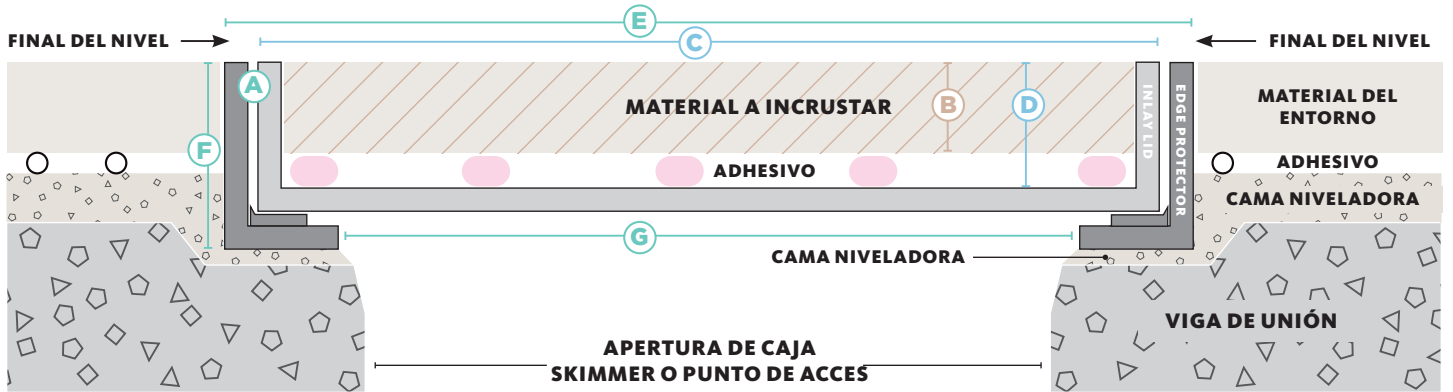 E
FINAL DEL NIVEL
C
FINAL DEL NIVEL
A
MATERIAL A INCRUSTAR
B
D
INLAY LID
EDGE PROTECTOR
MATERIAL DEL
ENTORNO
F
ADHESIVO
ADHESIVO
CAMA NIVELADORA
G
CAMA NIVELADORA
VIGA DE UNIÓN
APERTURA DE CAJA
SKIMMER O PUNTO DE ACCES